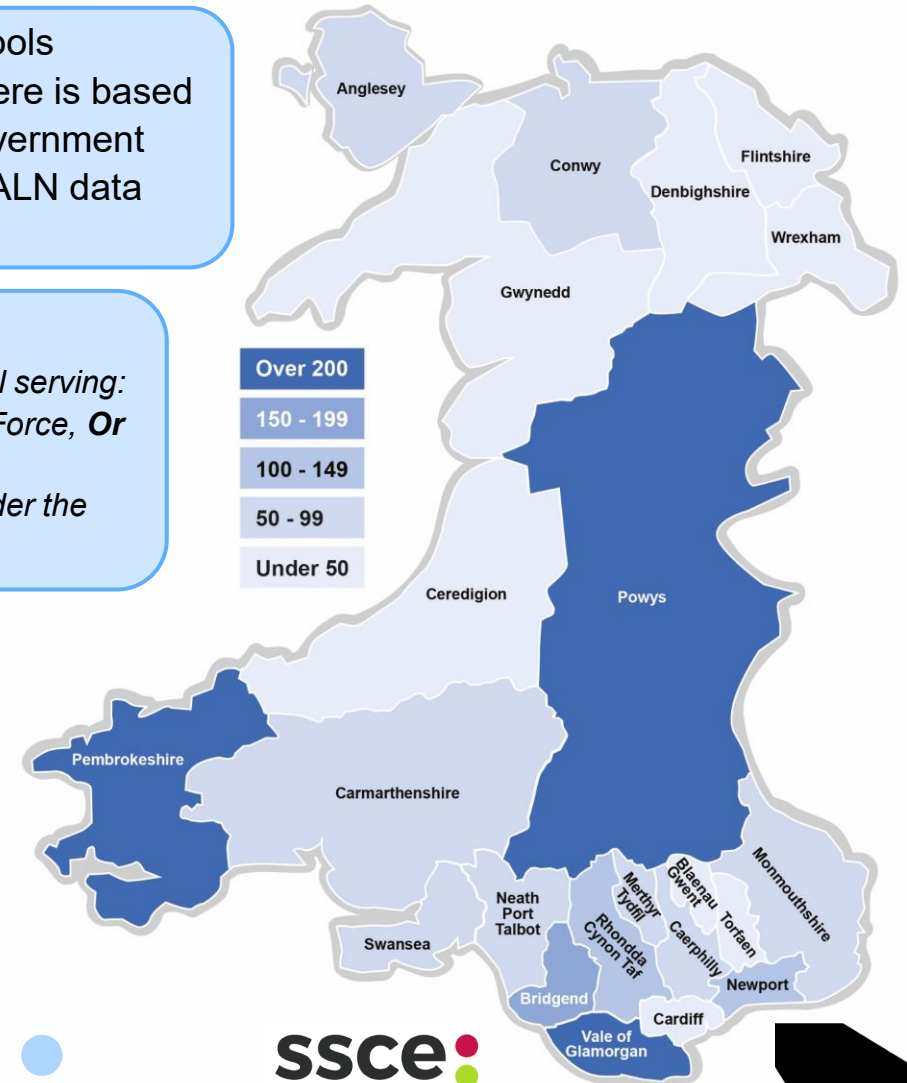 ools
ere is based
vernment
ALN data
l serving:
Force, Or
der the
Over 200
150 - 199
100 - 149
50 - 99
Under 50
Anglesey
Conwy
Flintshire
Denbighshire
Wrexham
Gwynedd
Ceredigion
Powys
Pembrokeshire
Carmarthenshire
Swansea
Neath
Port
Talbot
Bridgend
Rhondda
Cynon Taf
Merthyr
Tydfil
Blaenau
Gwent
Caerphilly
Torfaen
Monmouthshire
Newport
Cardiff
Vale of
Glamorgan
ssce